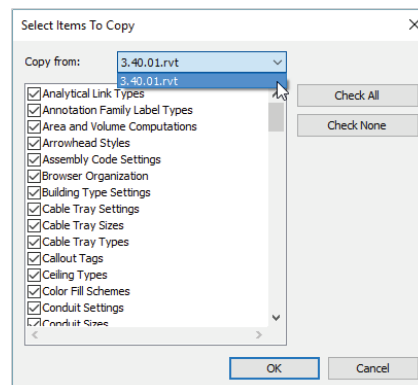 Select Items To Copy
Copy from:
3.40.01.rvt
3.40.01.rvt
Analytical Link Types
Annotation Family Label Types
Area and Volume Computations
Arrowhead Styles
Assembly Code Settings
Browser Organization
Building Type Settings
Cable Tray Settings
Cable Tray Sizes
Cable Tray Types
Callout Tags
Ceiling Types
Color Fill Schemes
Conduit Settings
Conduit Sizes
Check All
Check None
OK
Cancel